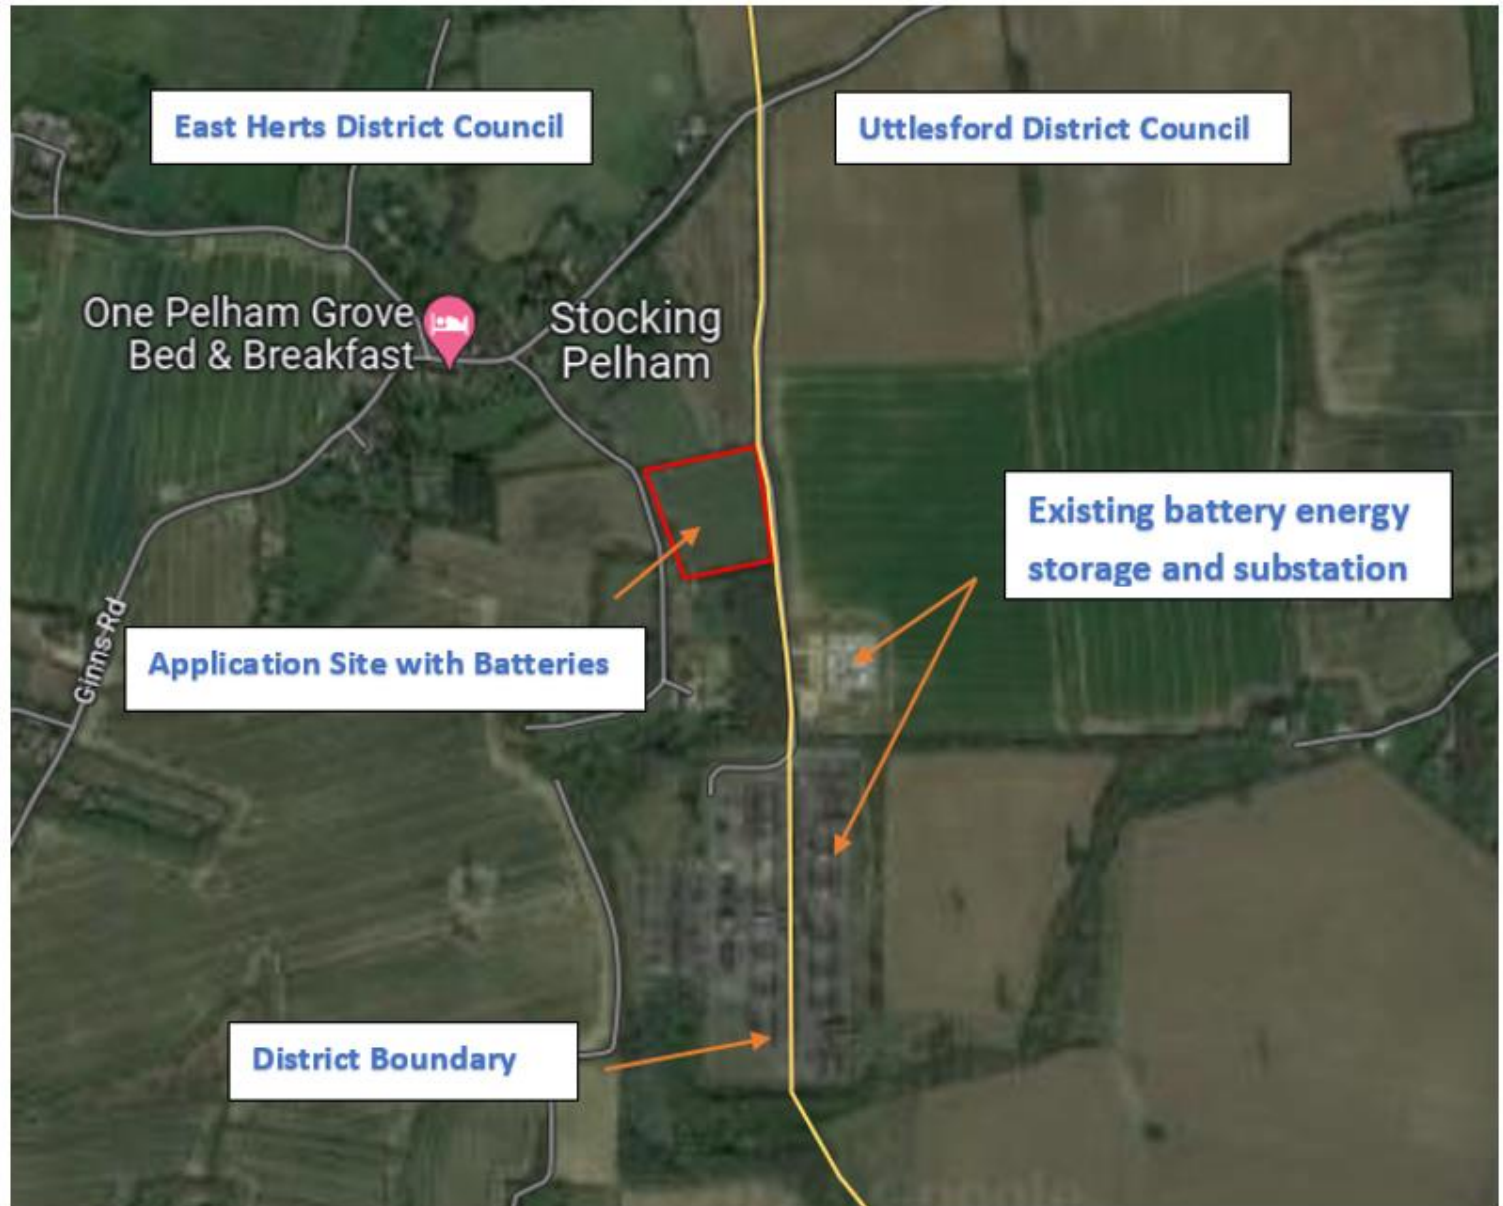 East Herts District Council
Uttlesford District Council
One Pelham Grove
Bed & Breakfast
Stocking
Pelham
Existing battery energy
storage and substation
Ginns Rd
Application Site with Batteries
District Boundary